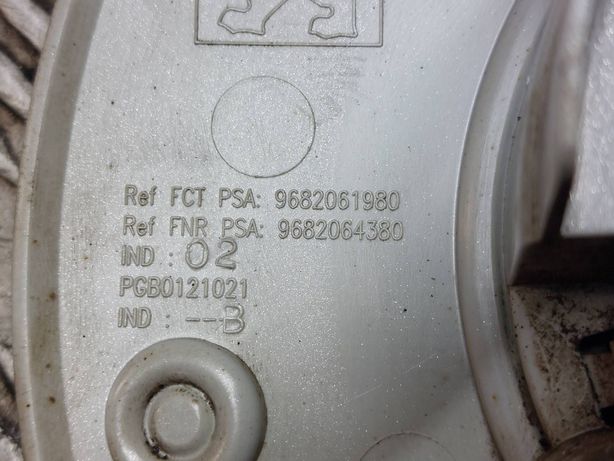 Ref FCT PSA: 9682061980
Ref FNR PSA: 9682064380
IND : 02
PGB0121021
IND : --B